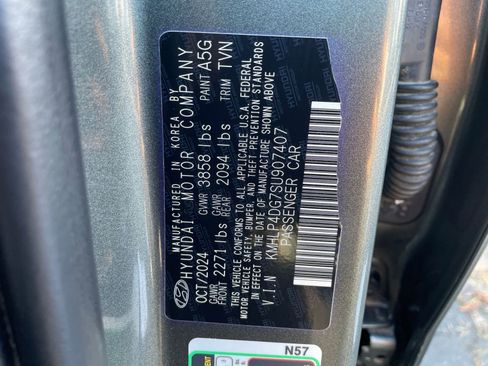 MANUFACTURED IN KOREA BY
HYUNDAI MOTOR COMPANY
OCT/2024 GVWR 3858 lbs PAINT A5G
GAWR FRONT 2271 lbs GAWR REAR 2094 lbs TRIM TVN
THIS VEHICLE CONFORMS TO ALL APPLICABLE U.S.A. FEDERAL
MOTOR VEHICLE SAFETY, BUMPER, AND THEFT PREVENTION STANDARDS
IN EFFECT ON THE DATE OF MANUFACTURE SHOWN ABOVE
V.I.N KMHLP4DG7SU907407
PASSENGER CAR
N57